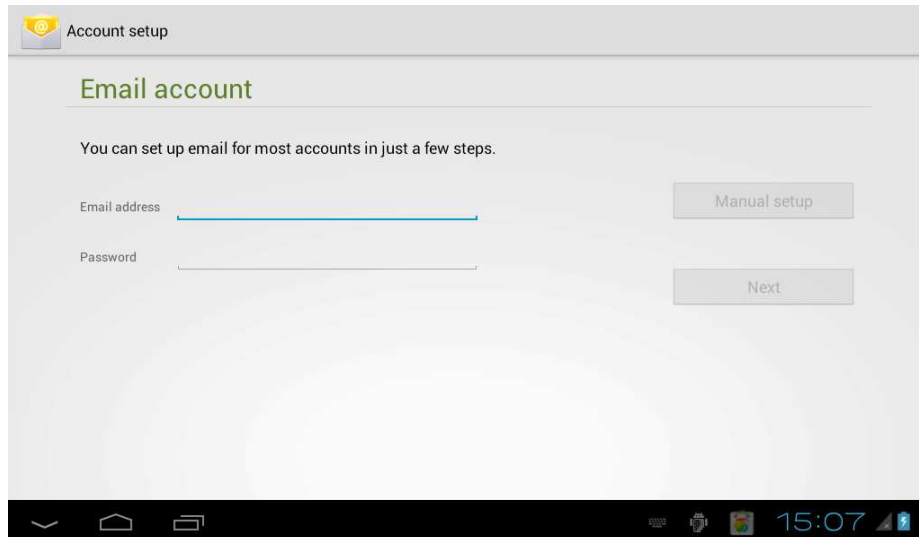 Account setup
Email account
You can set up email for most accounts in just a few steps.
Email address
Manual setup
Password
Next
15:07